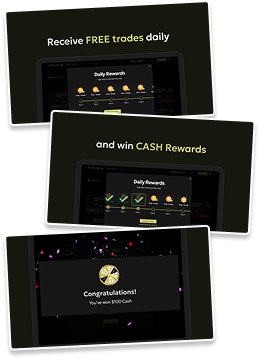 Receive FREE trades daily
Daily Rewards
and win CASH Rewards
Daily Rewards
Congratulations!
You've won $100 Cash